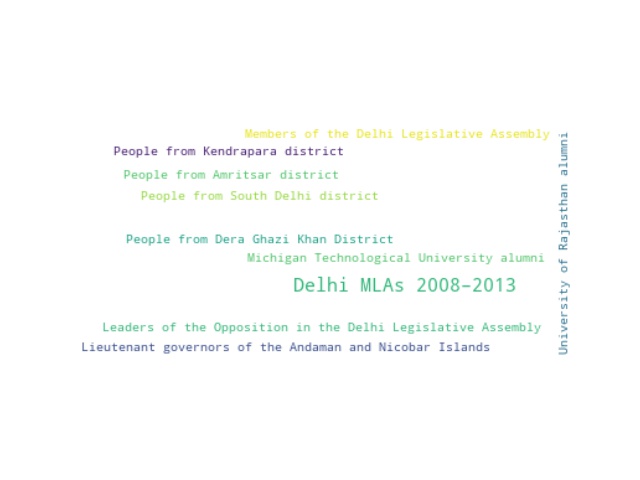 Members of the Delhi Legislative Assembly
People from Kendrapara district
People from Amritsar district
People from South Delhi district
People from Dera Ghazi Khan District
Michigan Technological University alumni
Delhi MLAs 2008–2013
Leaders of the Opposition in the Delhi Legislative Assembly
Lieutenant governors of the Andaman and Nicobar Islands
University of Rajasthan alumni